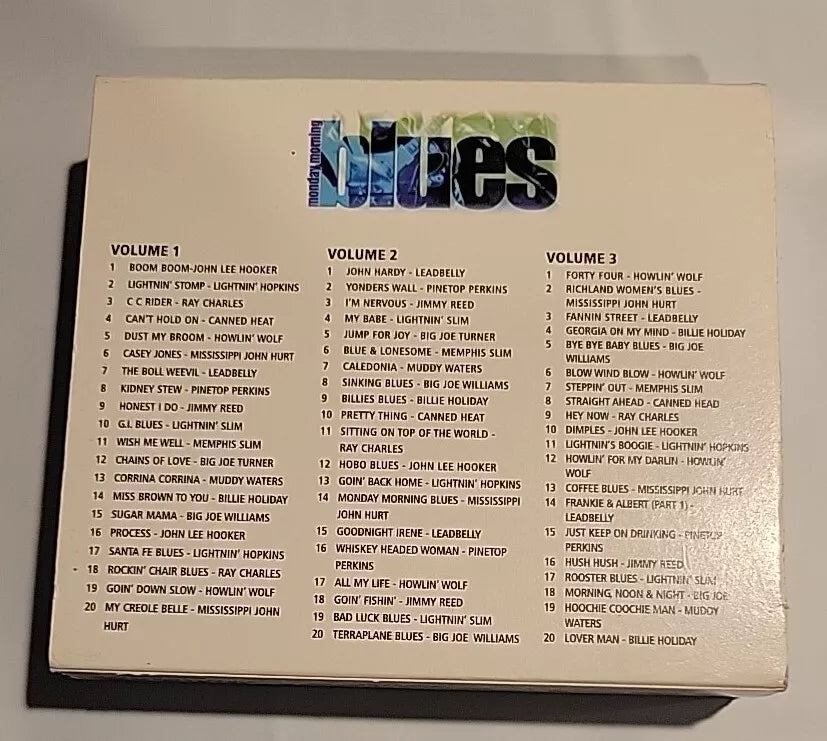 monday morning
blues
VOLUME 1
1 BOOM BOOM-JOHN LEE HOOKER
2 LIGHTNIN' STOMP - LIGHTNIN' HOPKINS
3 C C RIDER - RAY CHARLES
4 CAN'T HOLD ON - CANNED HEAT
5 DUST MY BROOM - HOWLIN' WOLF
6 CASEY JONES - MISSISSIPPI JOHN HURT
7 THE BOLL WEEVIL - LEADBELLY
8 KIDNEY STEW - PINETOP PERKINS
9 HONEST I DO - JIMMY REED
10 G.I. BLUES - LIGHTNIN' SLIM
11 WISH ME WELL - MEMPHIS SLIM
12 CHAINS OF LOVE - BIG JOE TURNER
13 CORRINA CORRINA - MUDDY WATERS
14 MISS BROWN TO YOU - BILLIE HOLIDAY
15 SUGAR MAMA - BIG JOE WILLIAMS
16 PROCESS - JOHN LEE HOOKER
17 SANTA FE BLUES - LIGHTNIN' HOPKINS
18 ROCKIN' CHAIR BLUES - RAY CHARLES
19 GOIN' DOWN SLOW - HOWLIN' WOLF
20 MY CREOLE BELLE - MISSISSIPPI JOHN
HURT
VOLUME 2
1 JOHN HARDY - LEADBELLY
2 YONDERS WALL - PINETOP PERKINS
3 I'M NERVOUS - JIMMY REED
4 MY BABE - LIGHTNIN' SLIM
5 JUMP FOR JOY - BIG JOE TURNER
6 BLUE & LONESOME - MEMPHIS SLIM
7 CALEDONIA - MUDDY WATERS
8 SINKING BLUES - BIG JOE WILLIAMS
9 BILLIES BLUES - BILLIE HOLIDAY
10 PRETTY THING - CANNED HEAT
11 SITTING ON TOP OF THE WORLD -
RAY CHARLES
12 HOBO BLUES - JOHN LEE HOOKER
13 GOIN' BACK HOME - LIGHTNIN' HOPKINS
14 MONDAY MORNING BLUES - MISSISSIPPI
JOHN HURT
15 GOODNIGHT IRENE - LEADBELLY
16 WHISKEY HEADED WOMAN - PINETOP
PERKINS
17 ALL MY LIFE - HOWLIN' WOLF
18 GOIN' FISHIN' - JIMMY REED
19 BAD LUCK BLUES - LIGHTNIN' SLIM
20 TERRAPLANE BLUES - BIG JOE WILLIAMS
VOLUME 3
1 FORTY FOUR - HOWLIN' WOLF
2 RICHLAND WOMEN'S BLUES -
MISSISSIPPI JOHN HURT
3 FANNIN STREET - LEADBELLY
4 GEORGIA ON MY MIND - BILLIE HOLIDAY
5 BYE BYE BABY BLUES - BIG JOE
WILLIAMS
6 BLOW WIND BLOW - HOWLIN' WOLF
7 STEPPIN' OUT - MEMPHIS SLIM
8 STRAIGHT AHEAD - CANNED HEAD
9 HEY NOW - RAY CHARLES
10 DIMPLES - JOHN LEE HOOKER
11 LIGHTNIN'S BOOGIE - LIGHTNIN' HOPKINS
12 HOWLIN' FOR MY DARLIN - HOWLIN'
WOLF
13 COFFEE BLUES - MISSISSIPPI JOHN HURT
14 FRANKIE & ALBERT (PART 1) -
LEADBELLY
15 JUST KEEP ON DRINKING - PINETOP
PERKINS
16 HUSH HUSH - JIMMY REED
17 ROOSTER BLUES - LIGHTNIN' SLIM
18 MORNING, NOON & NIGHT - BIG JOE
19 HOOCHIE COOCHIE MAN - MUDDY
WATERS
20 LOVER MAN - BILLIE HOLIDAY